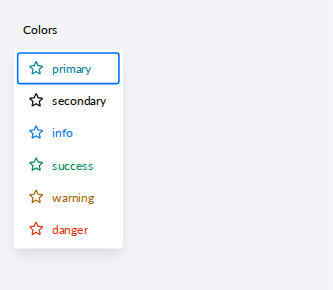 Colors
primary
secondary
info
success
warning
danger